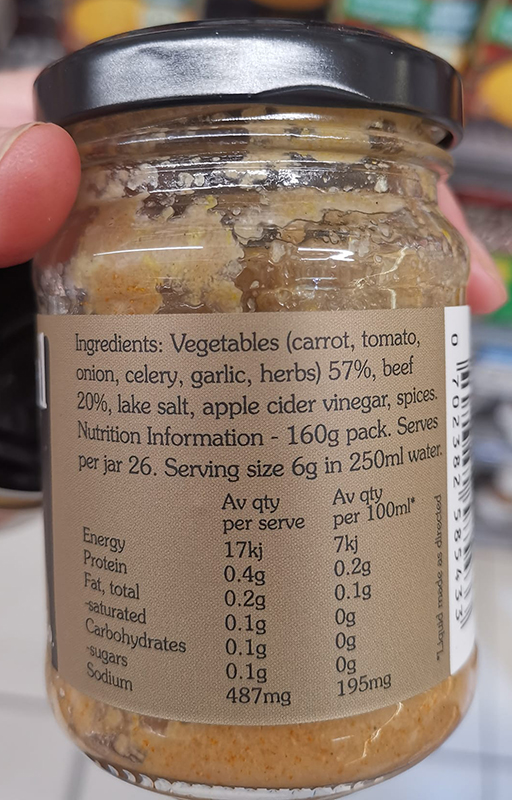 Ingredients: Vegetables (carrot, tomato,
onion, celery, garlic, herbs) 57%, beef
20%, lake salt, apple cider vinegar, spices.
Nutrition Information - 160g pack. Serves
per jar 26. Serving size 6g in 250ml water.
Av qty per serve Av qty per 100ml*
Energy 17kj 7kj
Protein 0.4g 0.2g
Fat, total 0.2g 0.1g
-saturated 0.1g 0g
Carbohydrates 0.1g 0g
-sugars 0.1g 0g
Sodium 487mg 195mg
*Liquid made as directed
0 702382 585433